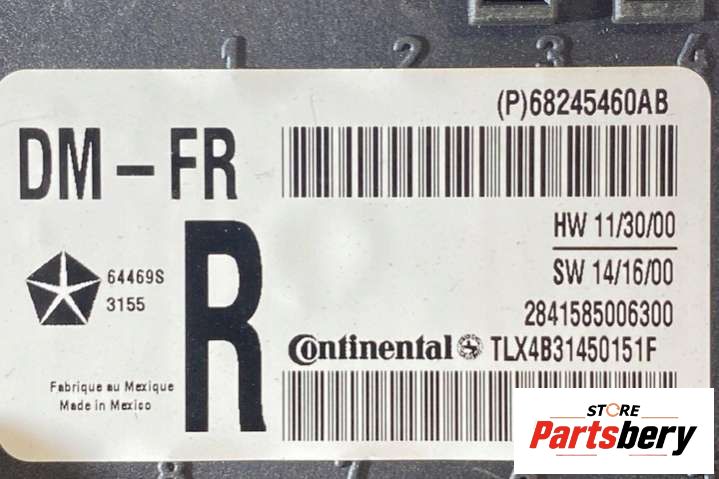 1 2 3 4
(P)68245460AB
DM-FR
HW 11/30/00
SW 14/16/00
64469S
3155
R
2841585006300
Continental TLX4B31450151F
Fabrique au Mexique
Made in Mexico
STORE
Partsbery